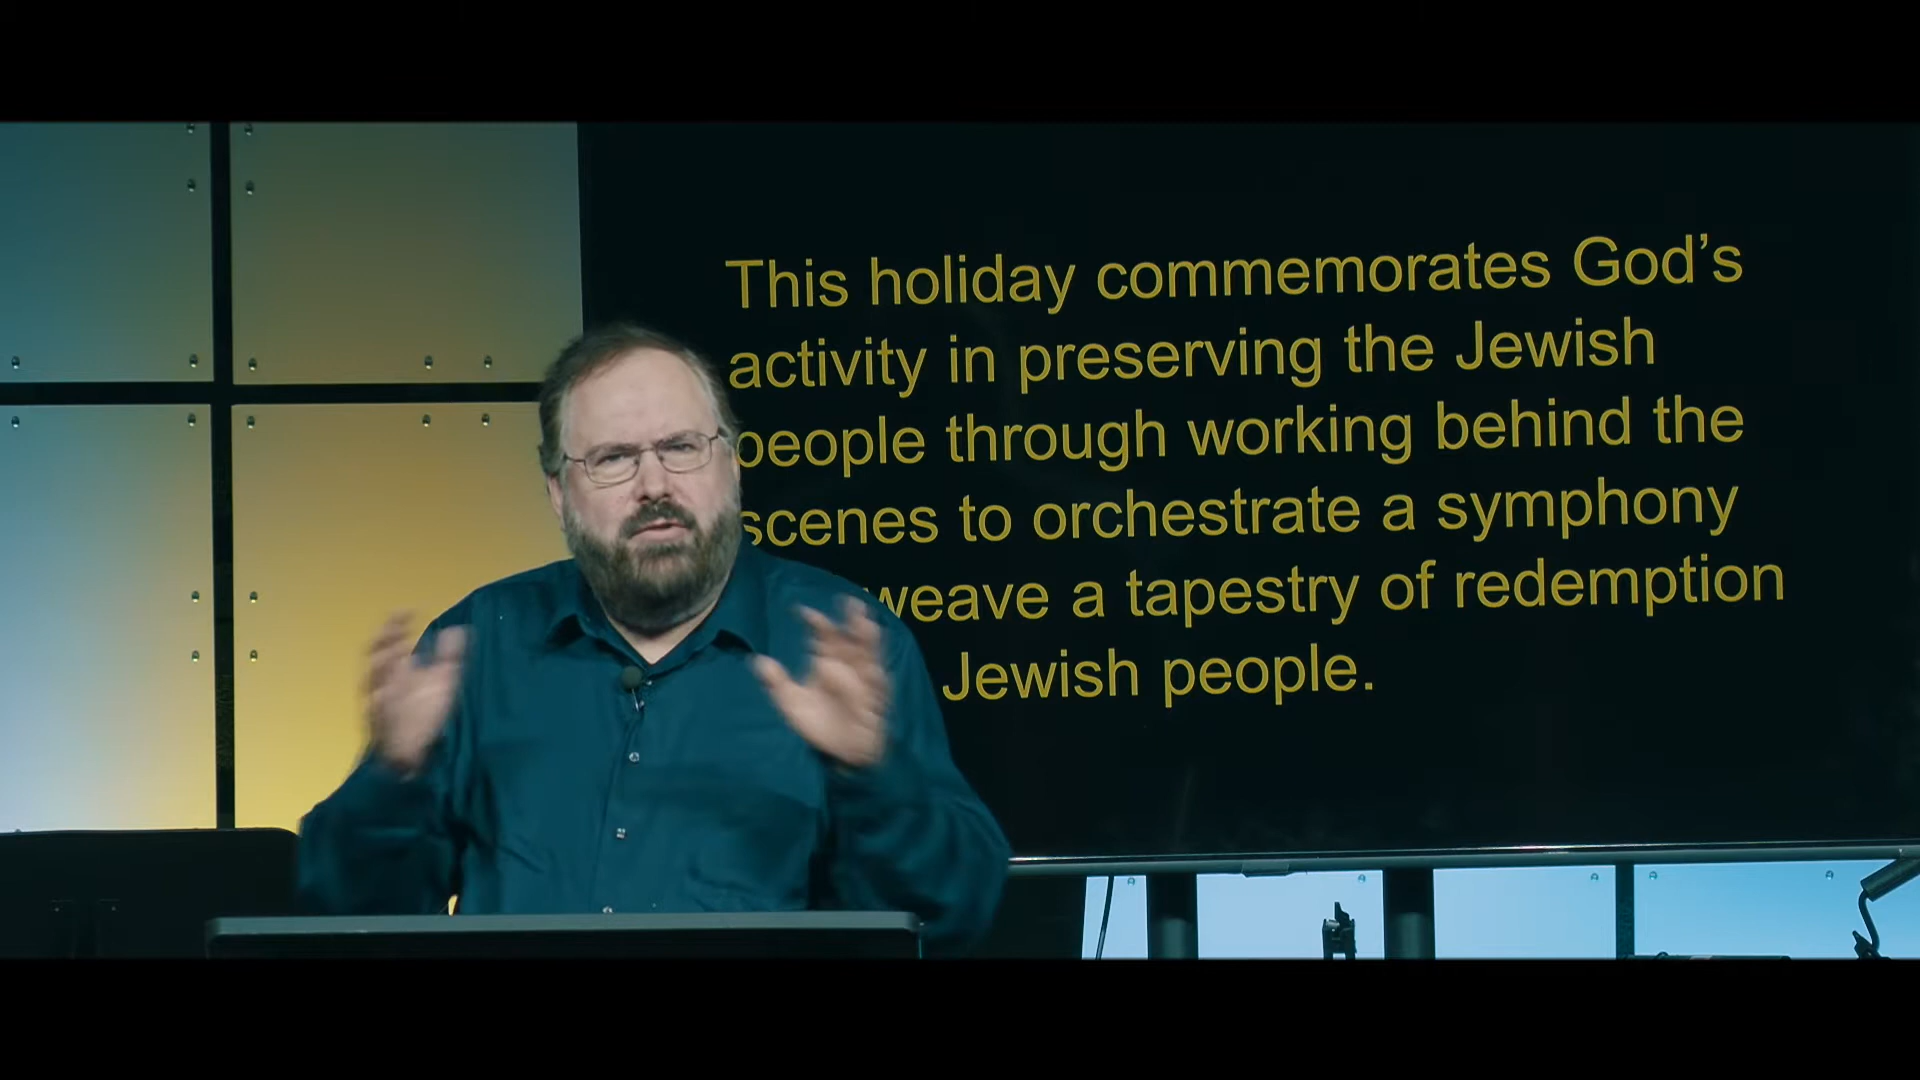 This holiday commemorates God’s
activity in preserving the Jewish
people through working behind the
scenes to orchestrate a symphony
weave a tapestry of redemption
Jewish people.